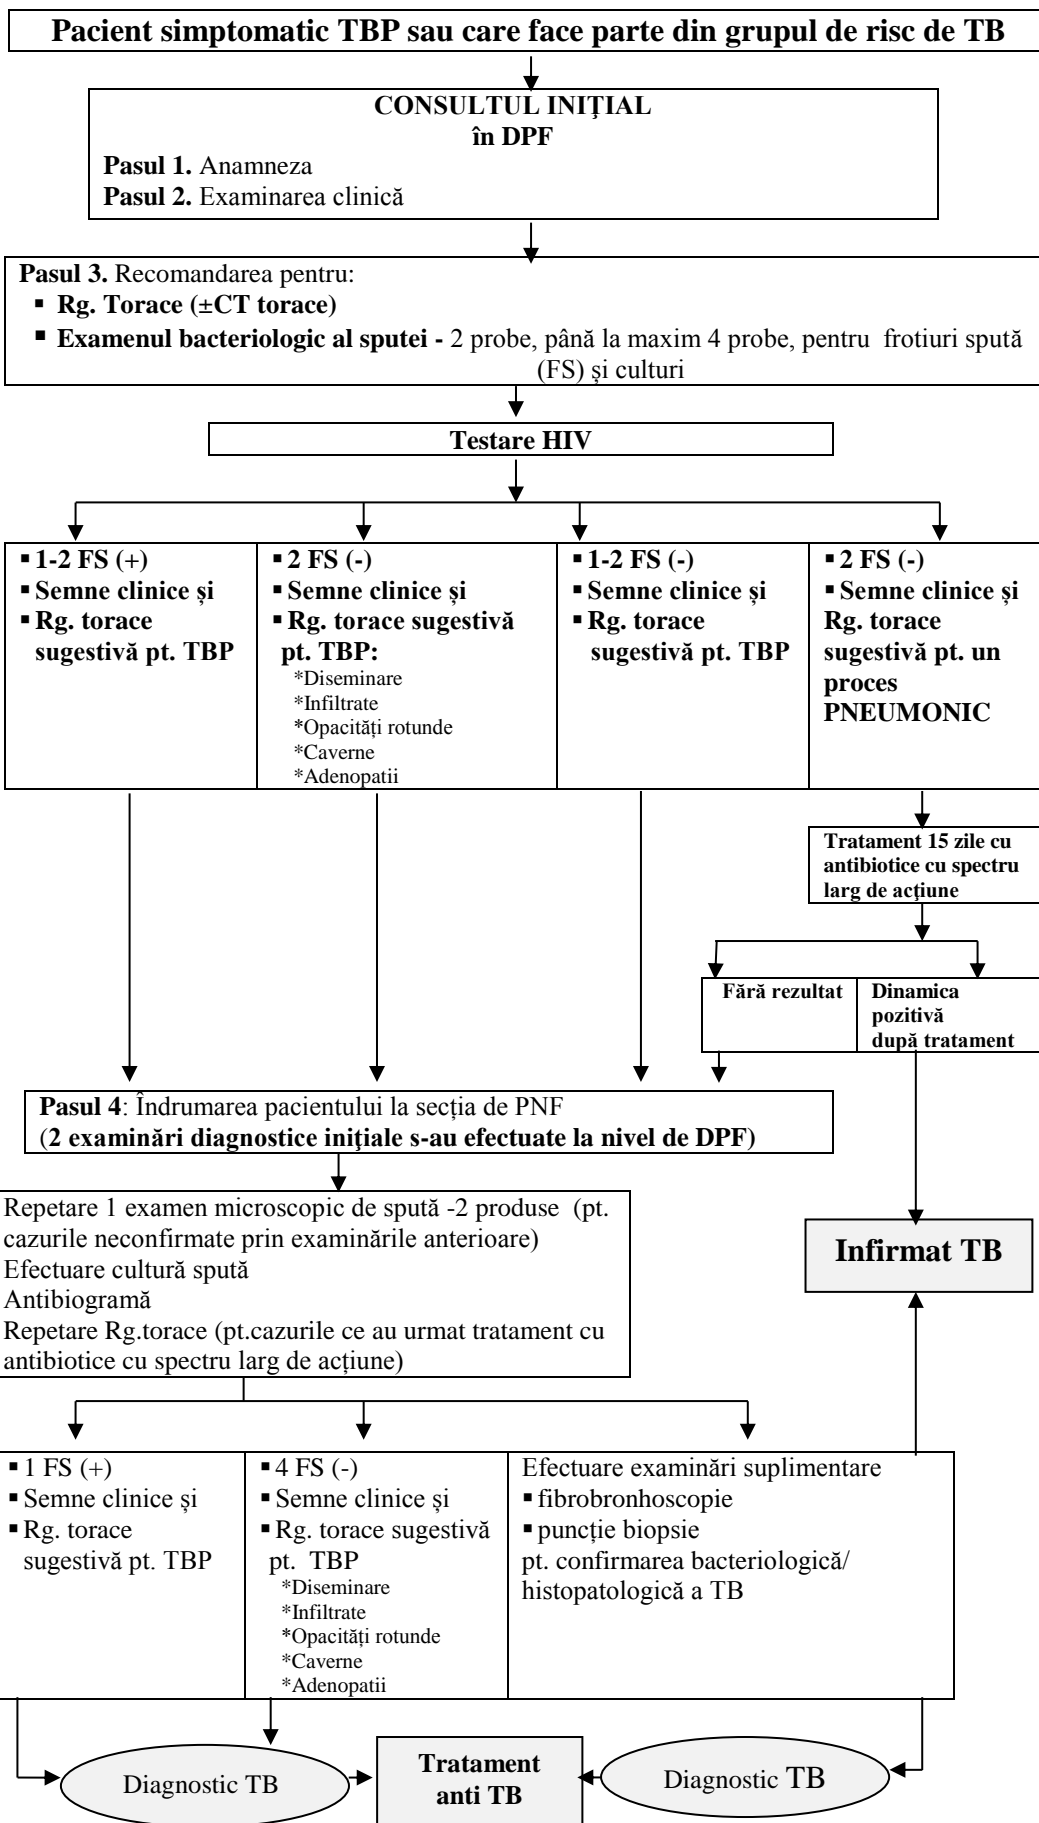 Pacient simptomatic TBP sau care face parte din grupul de risc de TB
CONSULTUL INIŢIAL
în DPF
Pasul 1. Anamneza
Pasul 2. Examinarea clinică
Pasul 3. Recomandarea pentru:
▪ Rg. Torace (±CT torace)
▪ Examenul bacteriologic al sputei - 2 probe, până la maxim 4 probe, pentru frotiuri spută
(FS) și culturi
Testare HIV
▪ 1-2 FS (+)
▪ Semne clinice și
▪ Rg. torace
sugestivă pt. TBP
▪ 2 FS (-)
▪ Semne clinice și
▪ Rg. torace sugestivă
pt. TBP:
*Diseminare
*Infiltrate
*Opacități rotunde
*Caverne
*Adenopatii
▪ 1-2 FS (-)
▪ Semne clinice și
▪ Rg. torace
sugestivă pt. TBP
▪ 2 FS (-)
▪ Semne clinice și
Rg. torace
sugestivă pt. un
proces
PNEUMONIC
Tratament 15 zile cu
antibiotice cu spectru
larg de acţiune
Fără rezultat
Dinamica
pozitivă
după tratament
Pasul 4: Îndrumarea pacientului la secția de PNF
(2 examinări diagnostice iniţiale s-au efectuate la nivel de DPF)
Repetare 1 examen microscopic de spută -2 produse (pt.
cazurile neconfirmate prin examinările anterioare)
Efectuare cultură spută
Antibiogramă
Repetare Rg.torace (pt.cazurile ce au urmat tratament cu
antibiotice cu spectru larg de acțiune)
Infirmat TB
▪ 1 FS (+)
▪ Semne clinice și
▪ Rg. torace
sugestivă pt. TBP
▪ 4 FS (-)
▪ Semne clinice și
▪ Rg. torace sugestivă
pt. TBP
*Diseminare
*Infiltrate
*Opacități rotunde
*Caverne
*Adenopatii
Efectuare examinări suplimentare
▪ fibrobronhoscopie
▪ puncție biopsie
pt. confirmarea bacteriologică/
histopatologică a TB
Diagnostic TB
Tratament
anti TB
Diagnostic TB